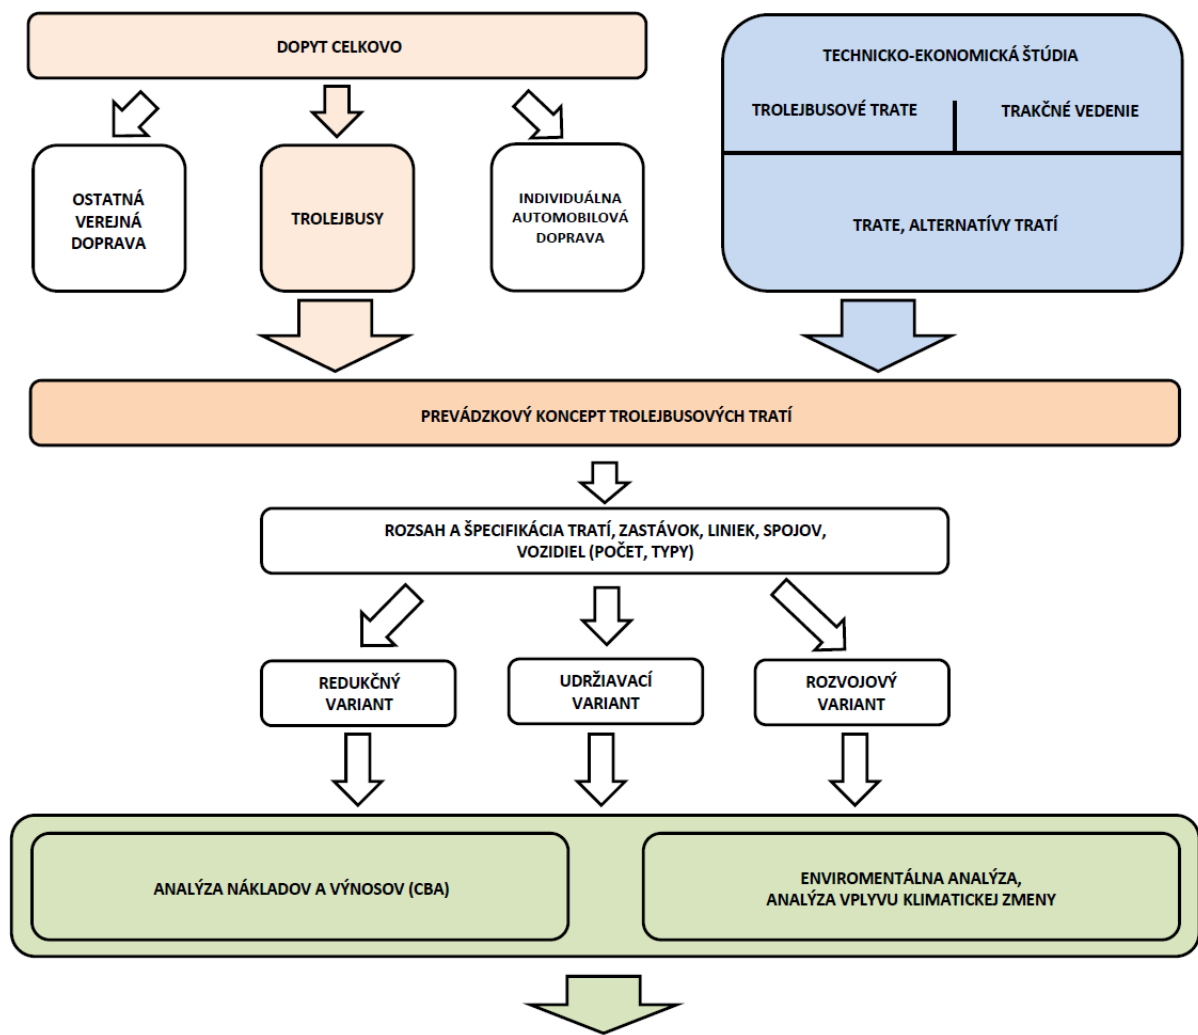 DOPYT CELKOVO
OSTATNÁ
VEREJNÁ
DOPRAVA
TROLEJBUSY
INDIVIDUÁLNA
AUTOMOBILOVÁ
DOPRAVA
TECHNICKO-EKONOMICKÁ ŠTÚDIA
TROLEJBUSOVÉ TRATE
TRAKČNÉ VEDENIE
TRATE, ALTERNATÍVY TRATÍ
PREVÁDZKOVÝ KONCEPT TROLEJBUSOVÝCH TRATÍ
ROZSAH A ŠPECIFIKÁCIA TRATÍ, ZASTÁVOK, LINIEK, SPOJOV,
VOZIDIEL (POČET, TYPY)
REDUKČNÝ
VARIANT
UDRŽIAVACÍ
VARIANT
ROZVOJOVÝ
VARIANT
ANALÝZA NÁKLADOV A VÝNOSOV (CBA)
ENVIROMENTÁLNA ANALÝZA,
ANALÝZA VPLYVU KLIMATICKEJ ZMENY